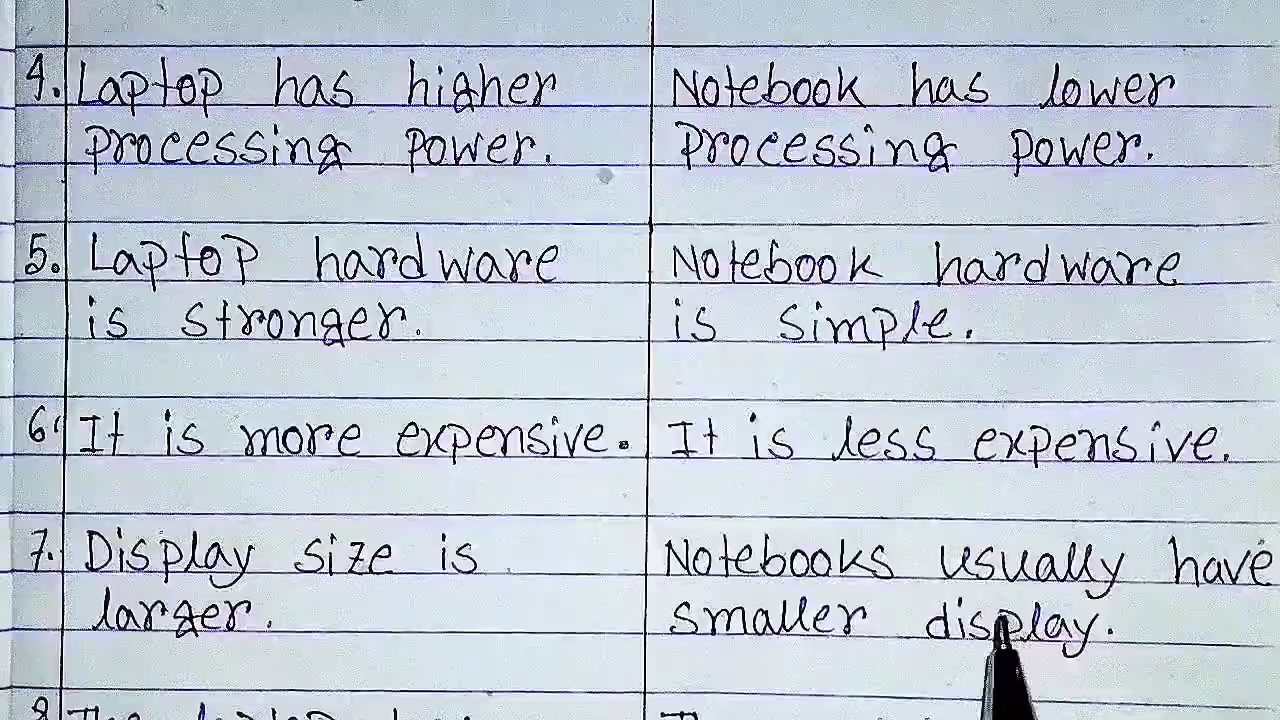 4. Laptop has higher
processing power.
Notebook has lower
processing power.
5. Laptop hardware
is stronger.
Notebook hardware
is simple.
6. It is more expensive.
It is less expensive.
7. Display size is
larger.
Notebooks usually have
smaller display.
8